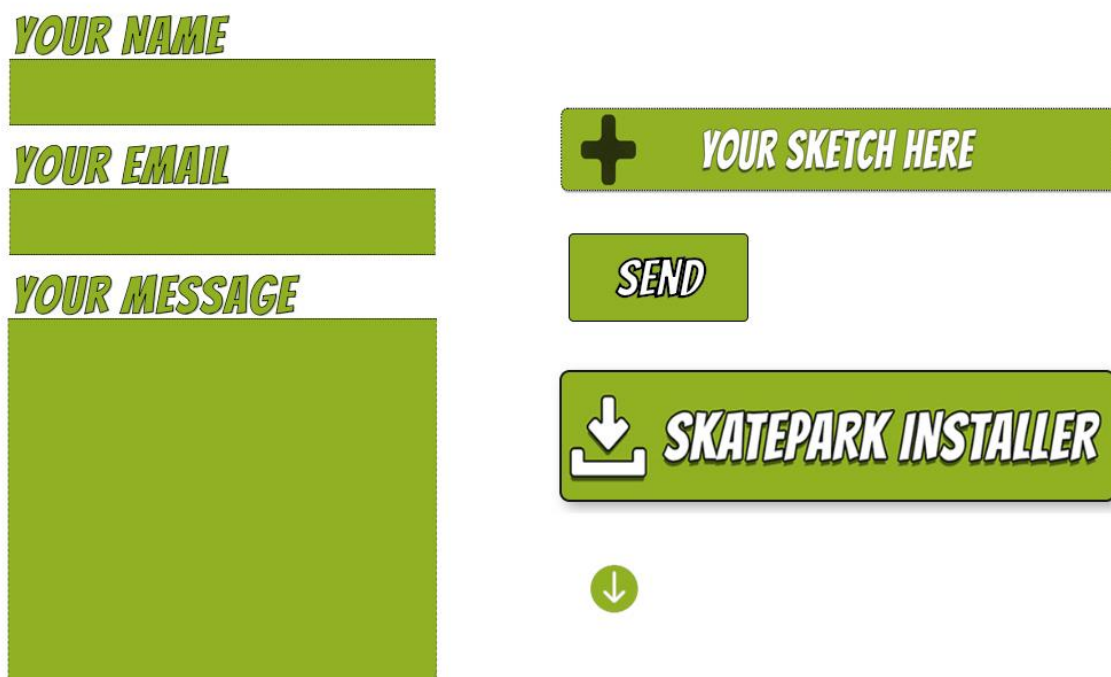 YOUR NAME
YOUR EMAIL
YOUR MESSAGE
YOUR SKETCH HERE
SEND
SKATEPARK INSTALLER